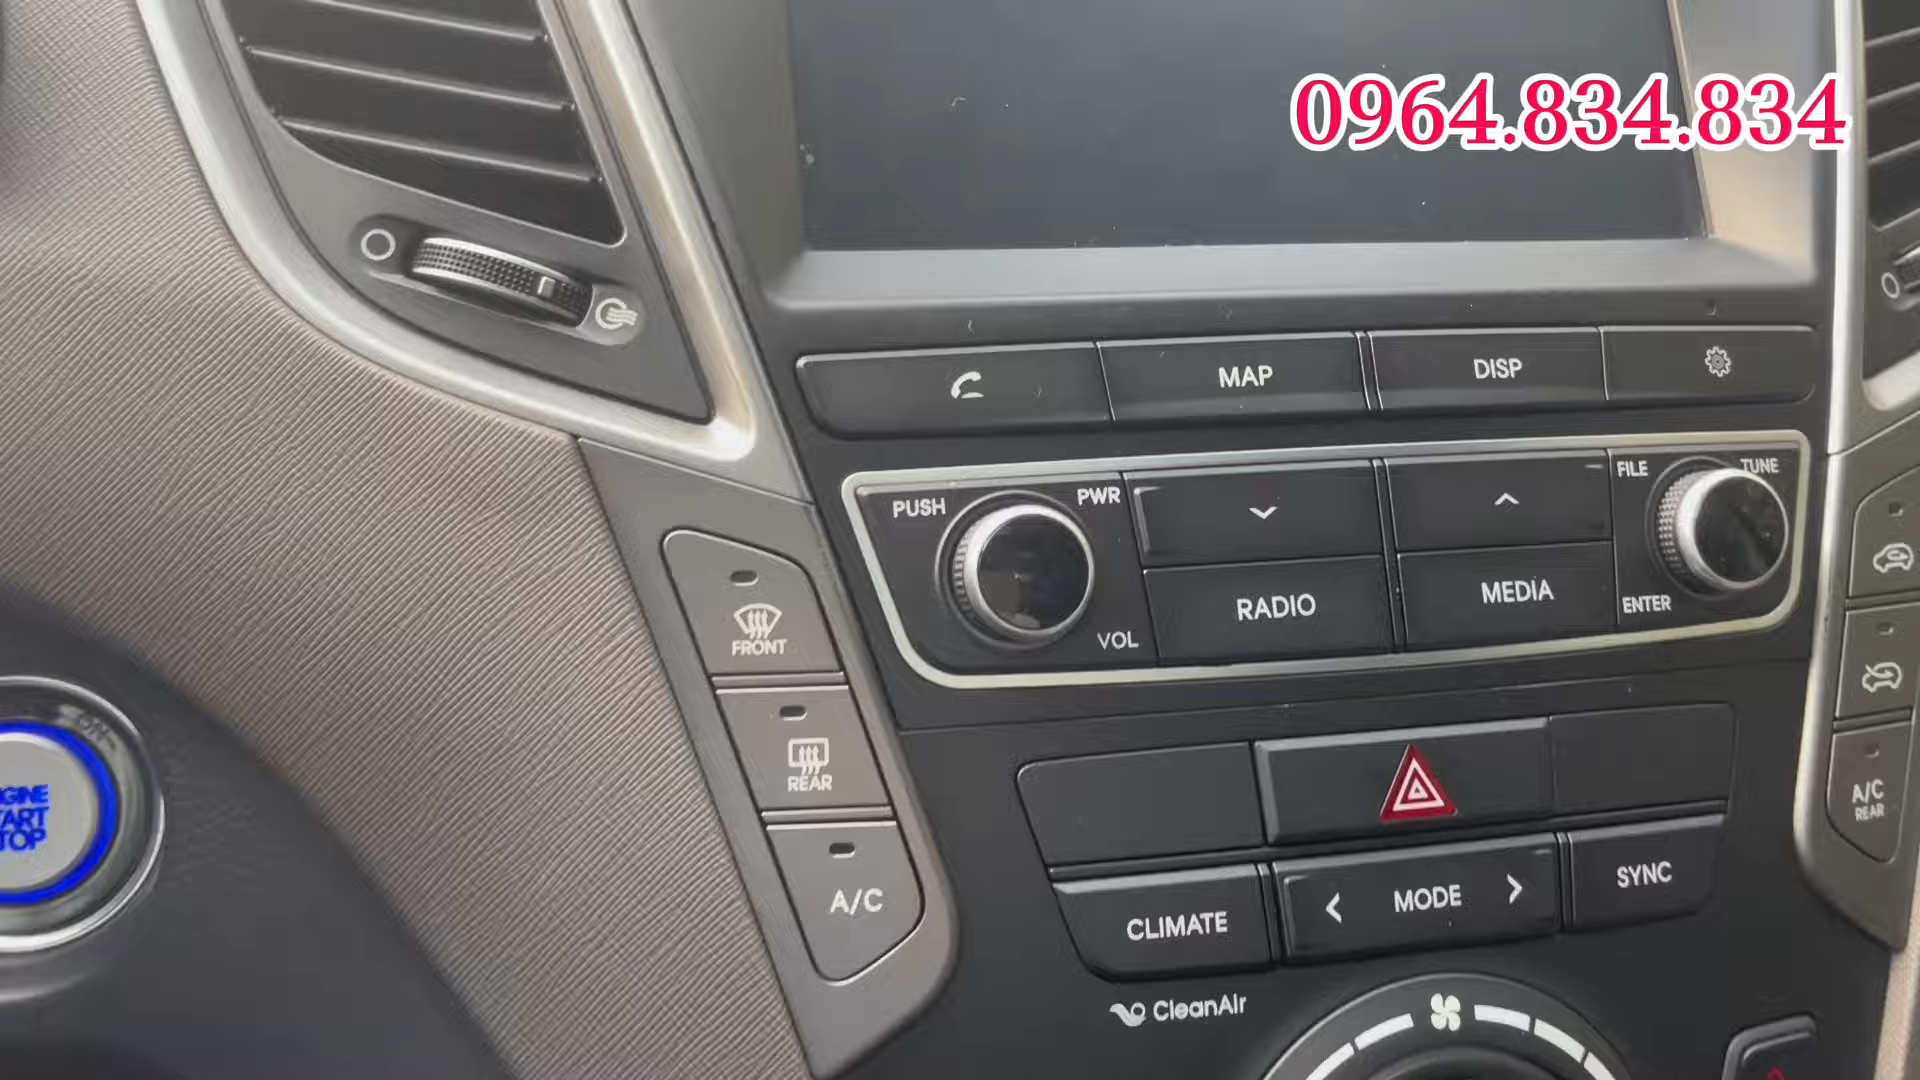 0964.834.834
MAP
DISP
PUSH
PWR
FILE
TUNE
VOL
RADIO
MEDIA
ENTER
FRONT
REAR
A/C
A/C
REAR
CLIMATE
MODE
SYNC
CleanAir